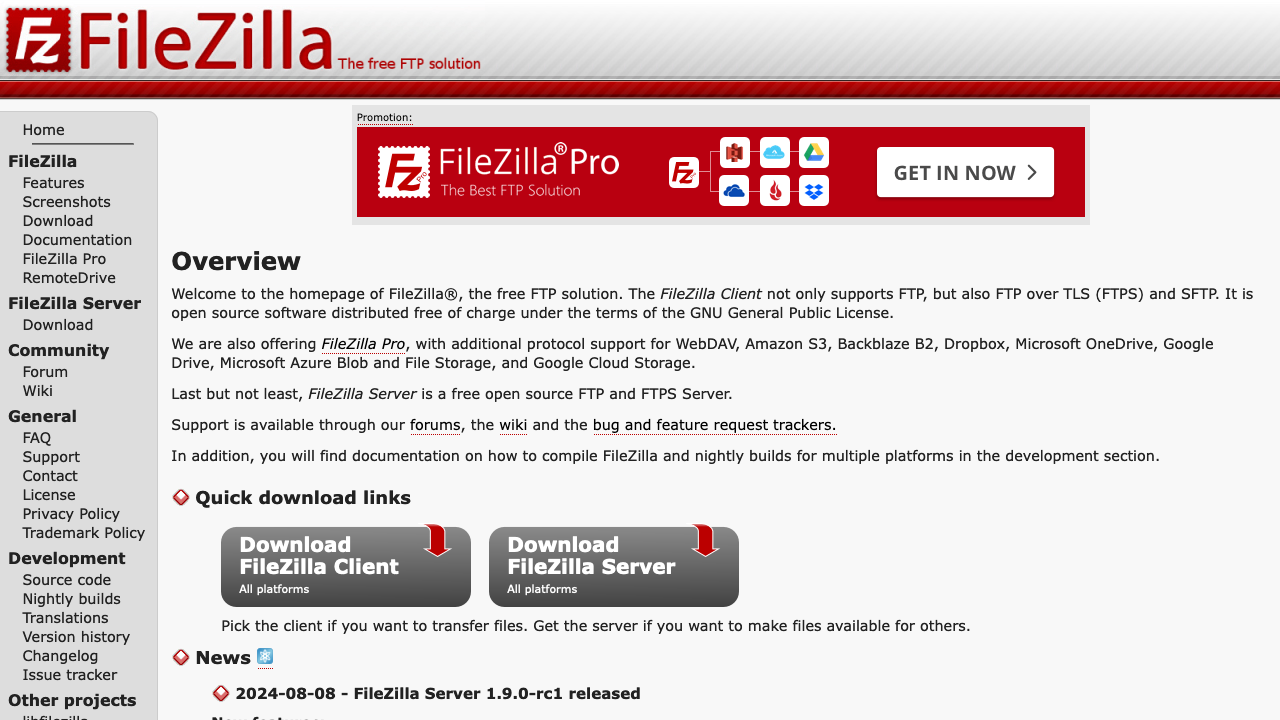 FileZilla The free FTP solution
Home
FileZilla
Features
Screenshots
Download
Documentation
FileZilla Pro
RemoteDrive
FileZilla Server
Download
Community
Forum
Wiki
General
FAQ
Support
Contact
License
Privacy Policy
Trademark Policy
Development
Source code
Nightly builds
Translations
Version history
Changelog
Issue tracker
Other projects
Promotion:
FileZilla®Pro
The Best FTP Solution
GET IN NOW
Overview
Welcome to the homepage of FileZilla®, the free FTP solution. The FileZilla Client not only supports FTP, but also FTP over TLS (FTPS) and SFTP. It is
open source software distributed free of charge under the terms of the GNU General Public License.
We are also offering FileZilla Pro, with additional protocol support for WebDAV, Amazon S3, Backblaze B2, Dropbox, Microsoft OneDrive, Google
Drive, Microsoft Azure Blob and File Storage, and Google Cloud Storage.
Last but not least, FileZilla Server is a free open source FTP and FTPS Server.
Support is available through our forums, the wiki and the bug and feature request trackers.
In addition, you will find documentation on how to compile FileZilla and nightly builds for multiple platforms in the development section.
Quick download links
Download
FileZilla Client
All platforms
Download
FileZilla Server
All platforms
Pick the client if you want to transfer files. Get the server if you want to make files available for others.
News
2024-08-08 - FileZilla Server 1.9.0-rc1 released